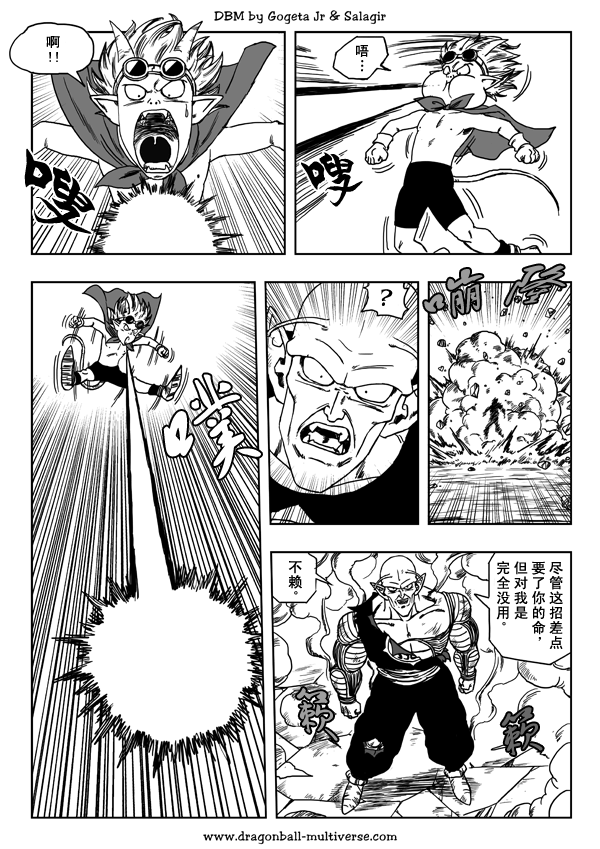 DBM by Gogeta Jr & Salagir
啊
!!
嗖
唔…
嗖
噗
?
嘣
咚
尽管这招差点
要了你的命，
但对我是
完全没用。
不赖。
簌
簌
www.dragonball-multiverse.com